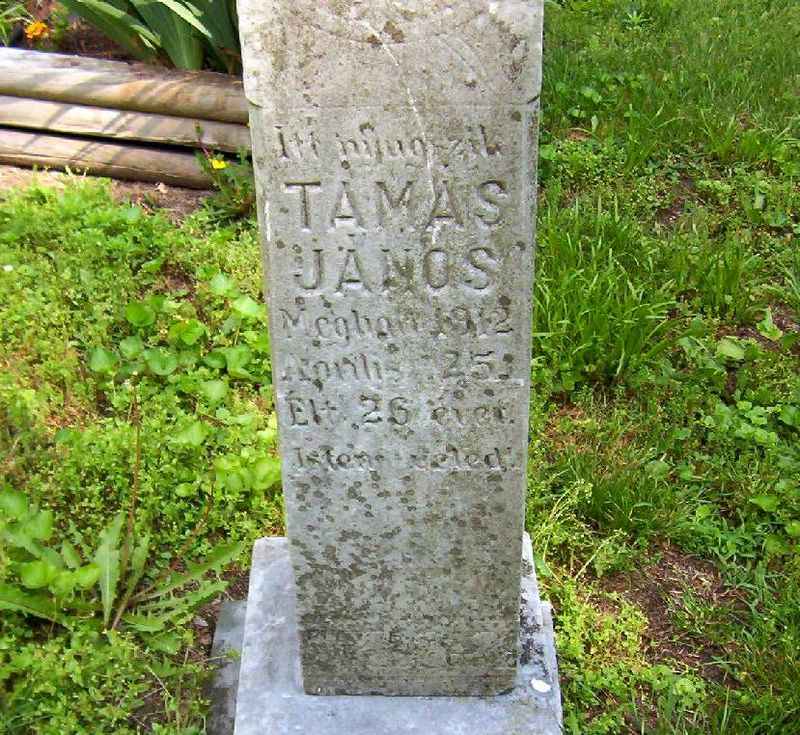 Itt nyugszik
TAMÁS
JÁNOS
Meghalt 1912
Április 25.
Élt 26 évet.
Isten veled!